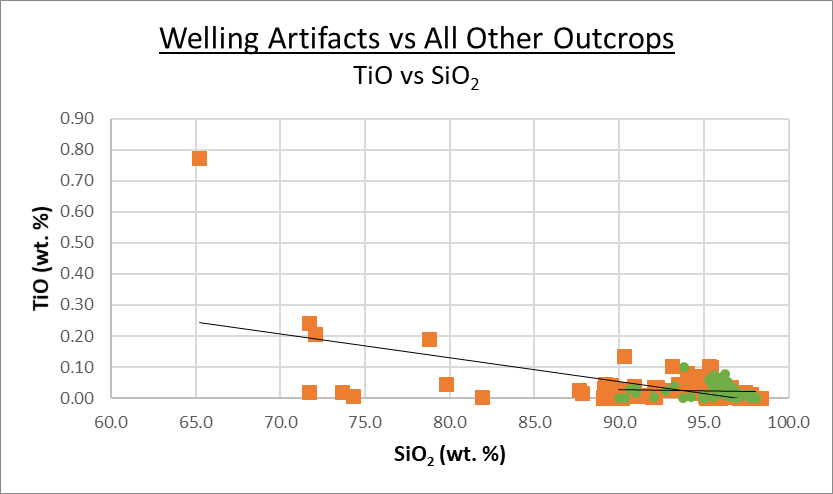 Welling Artifacts vs All Other Outcrops
TiO vs SiO₂
0.90
0.80
0.70
0.60
0.50
0.40
0.30
0.20
0.10
0.00
TiO (wt. %)
60.0 65.0 70.0 75.0 80.0 85.0 90.0 95.0 100.0
SiO₂ (wt. %)